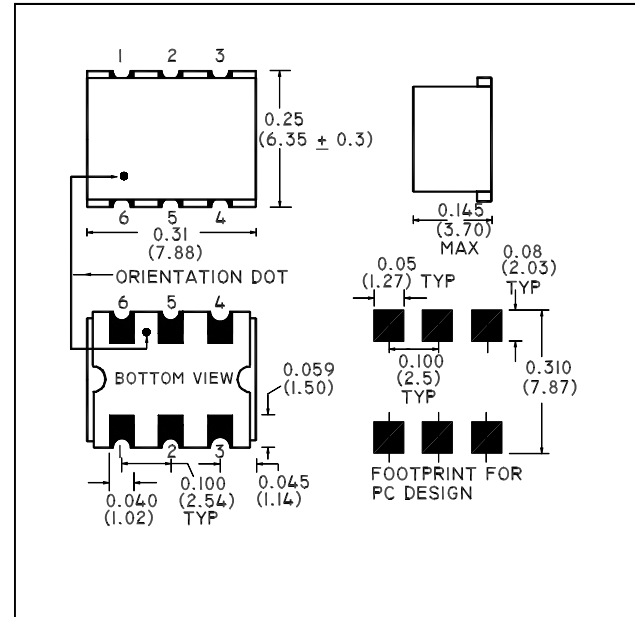 1 2 3
0.25
(6.35 ± 0.3)
6 5 4
0.31
(7.88)
0.145
(3.70)
MAX
ORIENTATION DOT
6 5 4
BOTTOM VIEW
0.059
(1.50)
1 2 3
0.040
(1.02)
0.100
(2.54)
TYP
0.045
(1.14)
0.05
(1.27) TYP
0.08
(2.03)
TYP
0.100
(2.5)
TYP
0.310
(7.87)
FOOTPRINT FOR
PC DESIGN